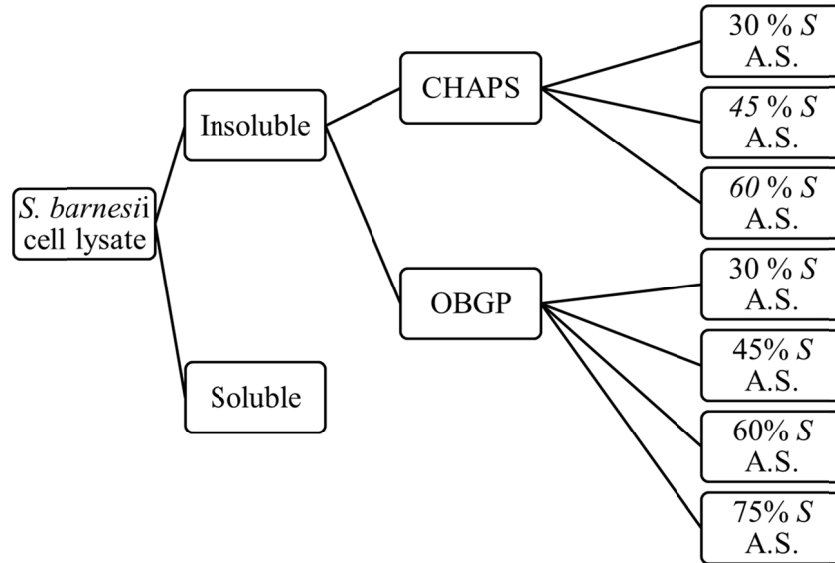 S. barnesii
cell lysate
Insoluble
Soluble
CHAPS
OBGP
30 % S
A.S.
45 % S
A.S.
60 % S
A.S.
30 % S
A.S.
45% S
A.S.
60% S
A.S.
75% S
A.S.